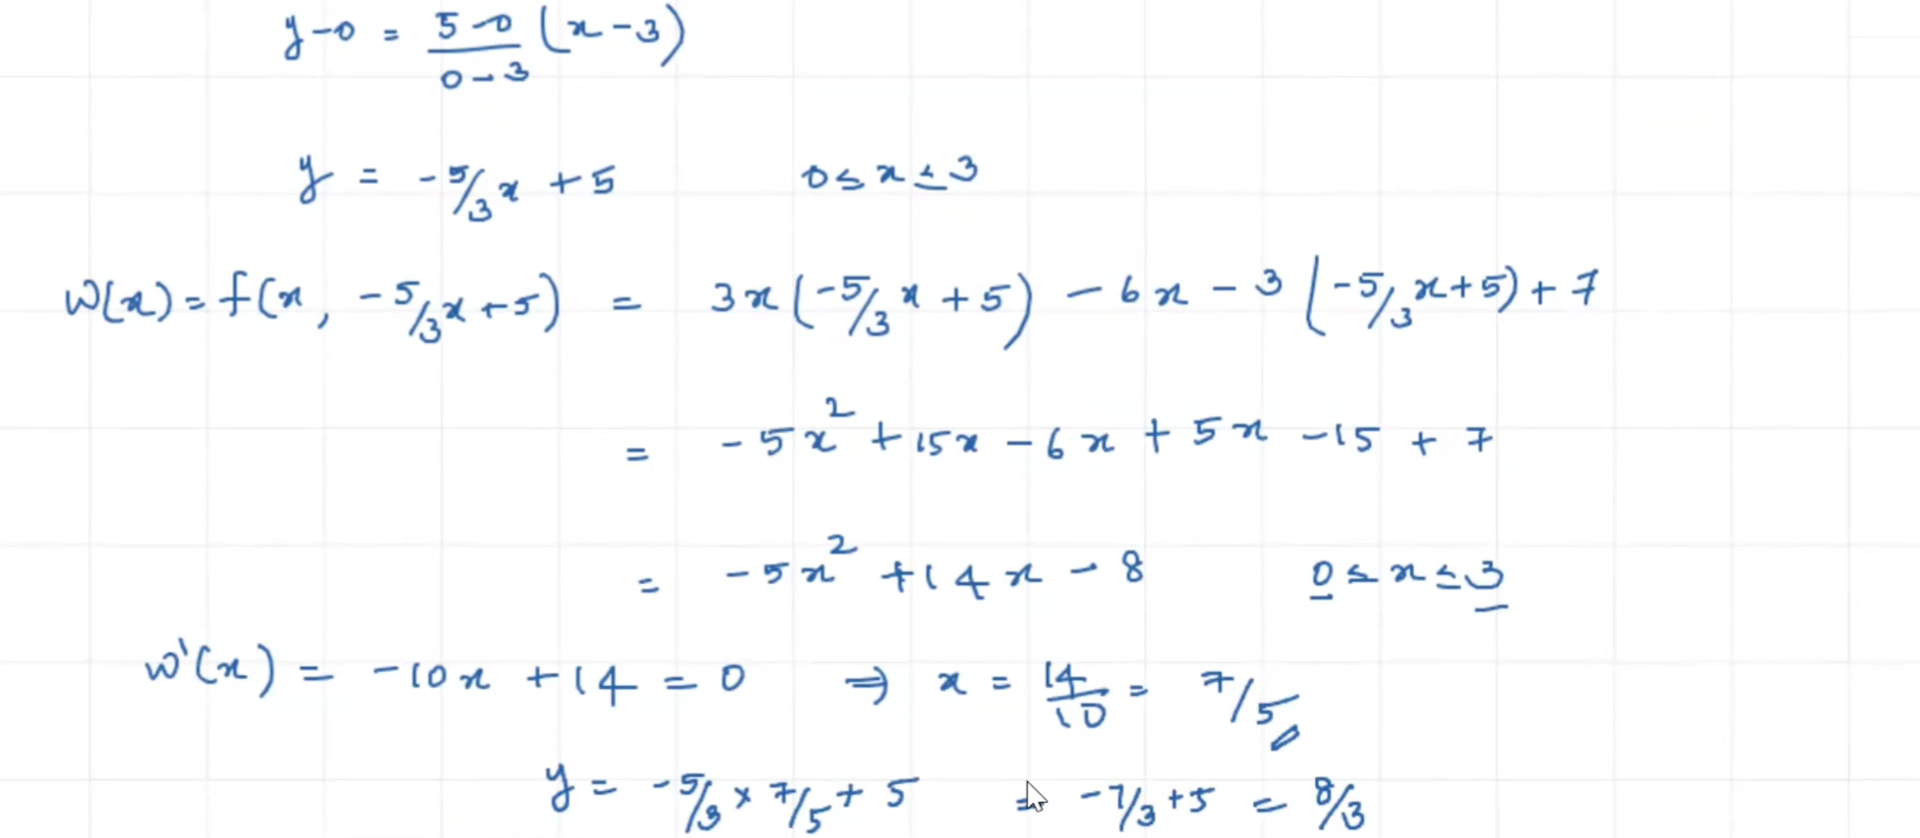 y-0 = 5-0/0-3 (x-3)
y = -5/3 x + 5 0 ≤ x ≤ 3
W(x) = f(x, -5/3 x + 5) = 3x(-5/3 x + 5) - 6x - 3(-5/3 x + 5) + 7
= -5x² + 15x - 6x + 5x - 15 + 7
= -5x² + 14x - 8 0 ≤ x ≤ 3
w'(x) = -10x + 14 = 0 ⇒ x = 14/10 = 7/5
y = -5/3 × 7/5 + 5 = -7/3 + 5 = 8/3